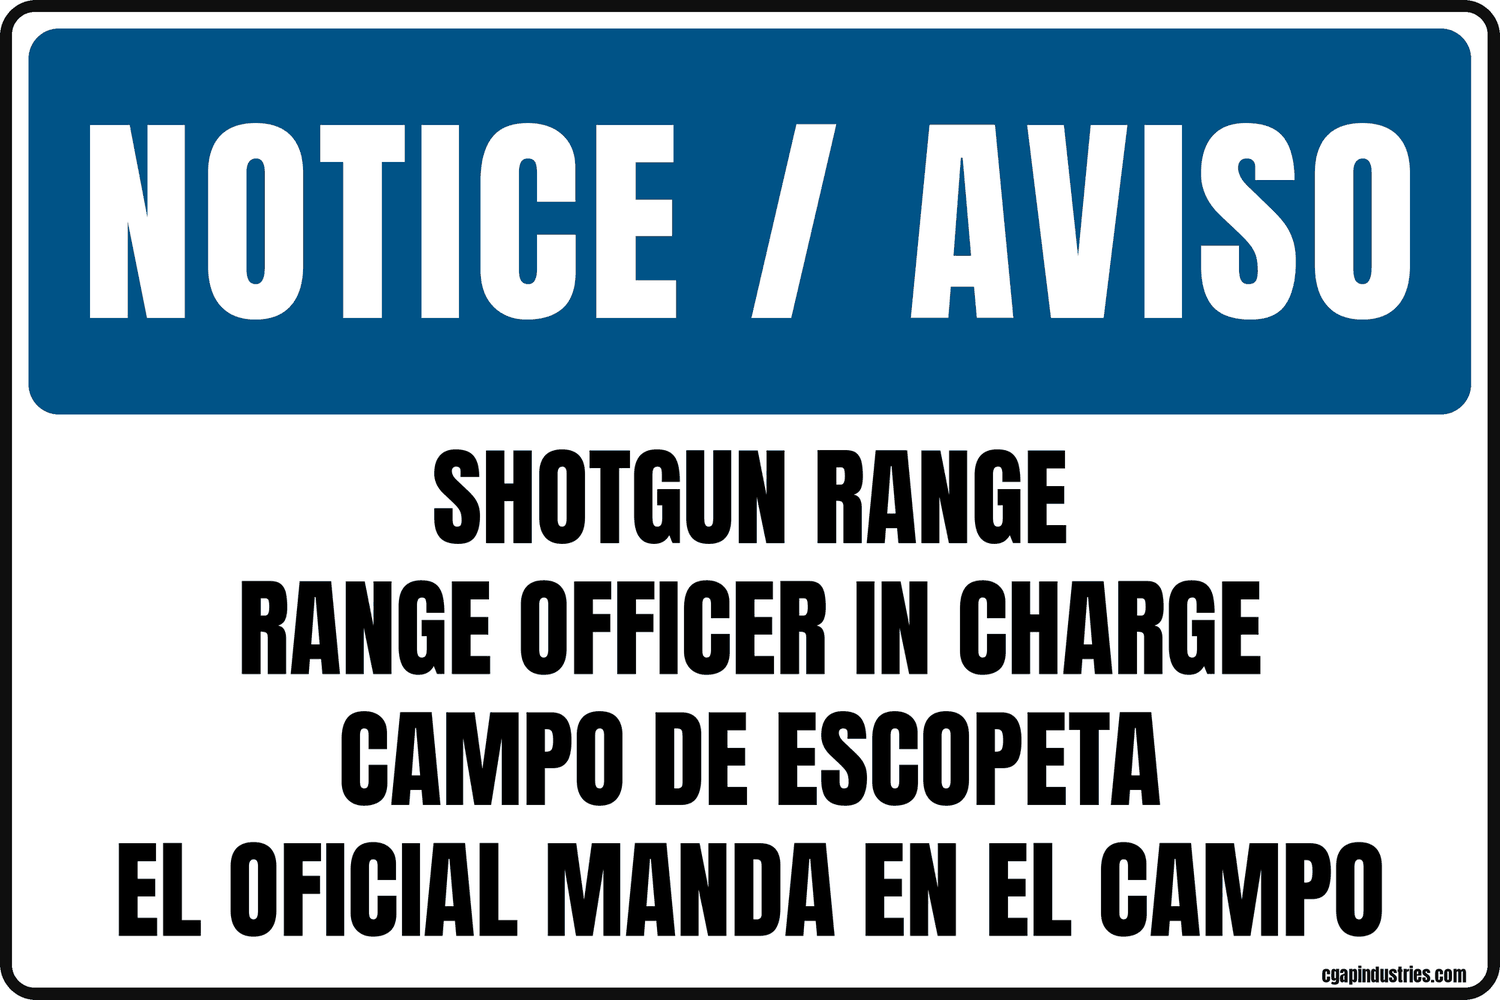 NOTICE / AVISO
SHOTGUN RANGE
RANGE OFFICER IN CHARGE
CAMPO DE ESCOPETA
EL OFICIAL MANDA EN EL CAMPO
cgapindustries.com